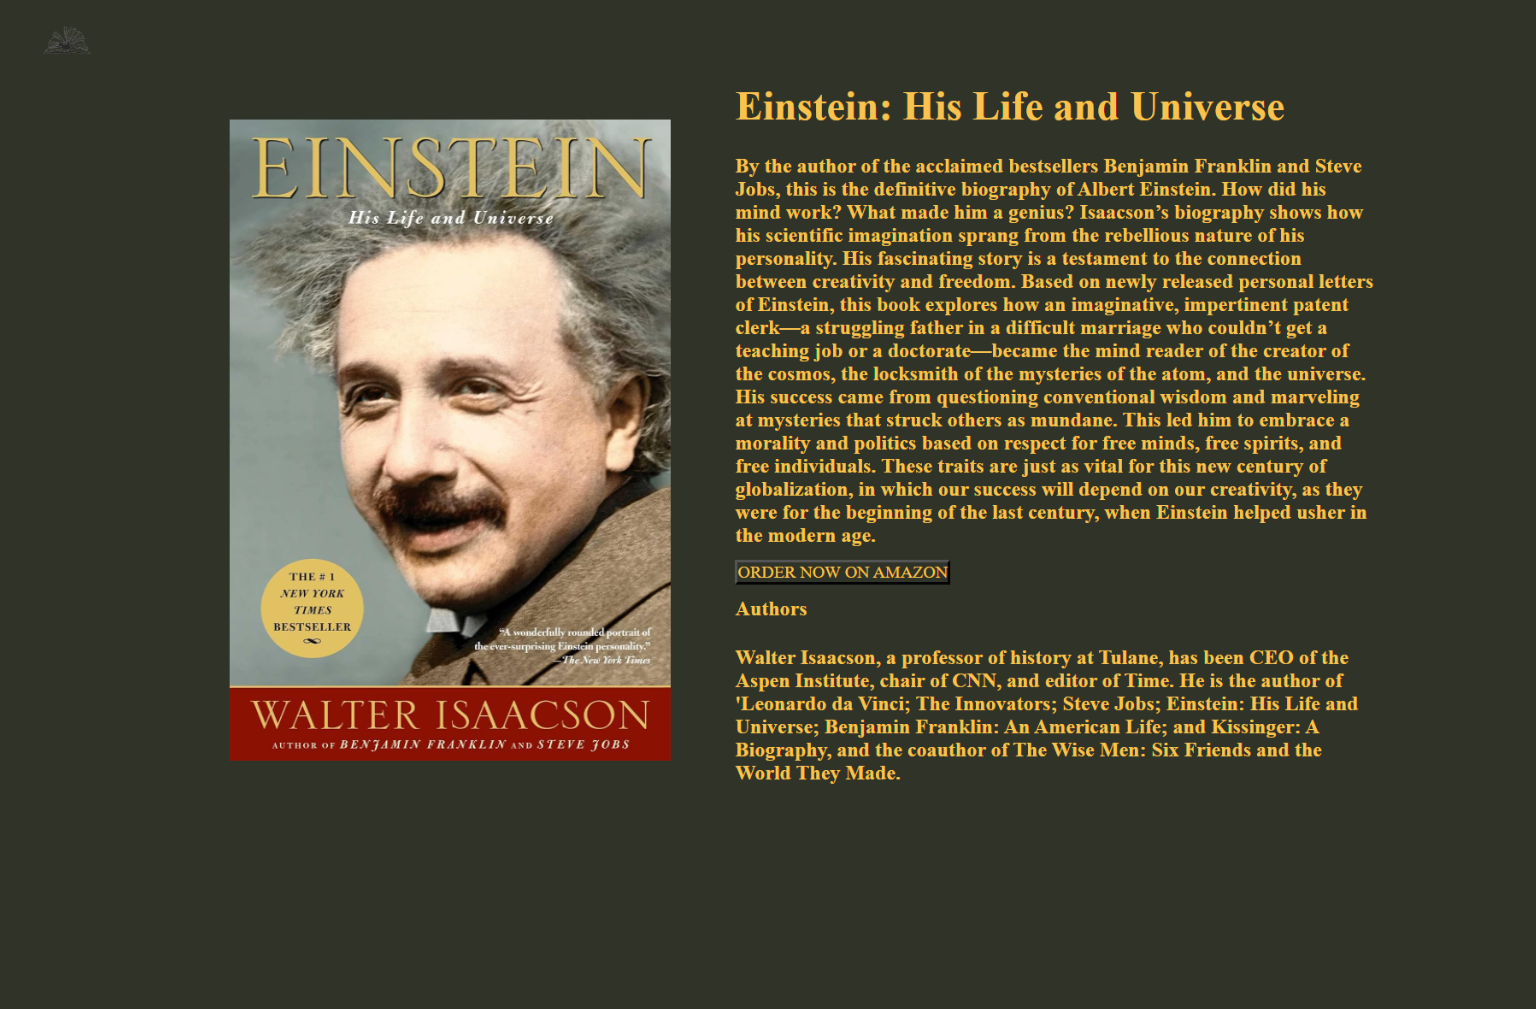 EINSTEIN
His Life and Universe
THE # 1
NEW YORK
TIMES
BESTSELLER
“A wonderfully rounded portrait of
the ever-surprising Einstein personality.”
—The New York Times
WALTER ISAACSON
AUTHOR OF BENJAMIN FRANKLIN AND STEVE JOBS
Einstein: His Life and Universe
By the author of the acclaimed bestsellers Benjamin Franklin and Steve
Jobs, this is the definitive biography of Albert Einstein. How did his
mind work? What made him a genius? Isaacson’s biography shows how
his scientific imagination sprang from the rebellious nature of his
personality. His fascinating story is a testament to the connection
between creativity and freedom. Based on newly released personal letters
of Einstein, this book explores how an imaginative, impertinent patent
clerk—a struggling father in a difficult marriage who couldn’t get a
teaching job or a doctorate—became the mind reader of the creator of
the cosmos, the locksmith of the mysteries of the atom, and the universe.
His success came from questioning conventional wisdom and marveling
at mysteries that struck others as mundane. This led him to embrace a
morality and politics based on respect for free minds, free spirits, and
free individuals. These traits are just as vital for this new century of
globalization, in which our success will depend on our creativity, as they
were for the beginning of the last century, when Einstein helped usher in
the modern age.
ORDER NOW ON AMAZON
Authors
Walter Isaacson, a professor of history at Tulane, has been CEO of the
Aspen Institute, chair of CNN, and editor of Time. He is the author of
'Leonardo da Vinci; The Innovators; Steve Jobs; Einstein: His Life and
Universe; Benjamin Franklin: An American Life; and Kissinger: A
Biography, and the coauthor of The Wise Men: Six Friends and the
World They Made.